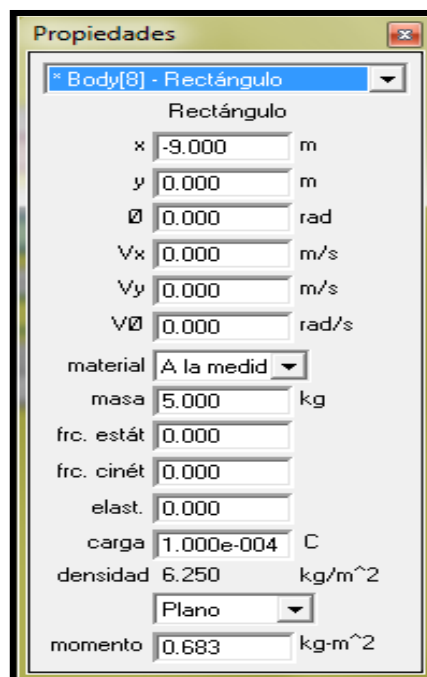 Propiedades
* Body[8] - Rectángulo
Rectángulo
x -9.000 m
y 0.000 m
Ø 0.000 rad
Vx 0.000 m/s
Vy 0.000 m/s
VØ 0.000 rad/s
material A la medid
masa 5.000 kg
frc. estát 0.000
frc. cinét 0.000
elast. 0.000
carga 1.000e-004 C
densidad 6.250 kg/m^2
Plano
momento 0.683 kg-m^2